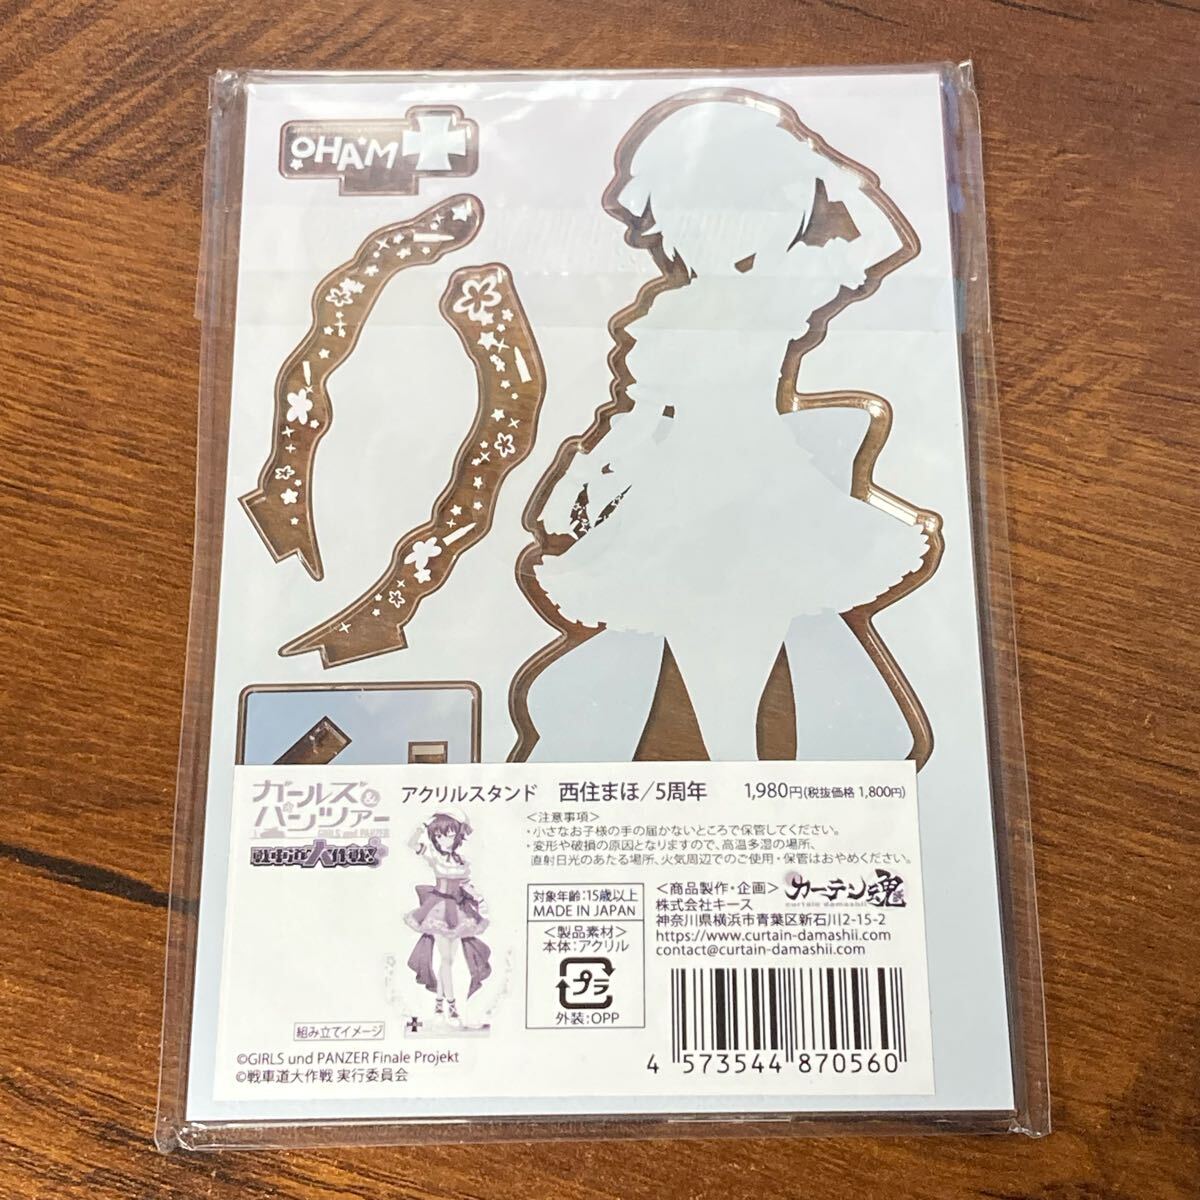 MAHO
ガールズ&
パンツァー
GIRLS und PANZER
戦車道大作戦!
アクリルスタンド 西住まほ/5周年 1,980円(税抜価格 1,800円)
<注意事項>
・小さなお子様の手の届かないところで保管してください。
・変形や破損の原因となりますので、高温多湿の場所、
直射日光のあたる場所、火気周辺でのご使用・保管はおやめください。
対象年齢:15歳以上
MADE IN JAPAN
<製品素材>
本体:アクリル
プラ
外装:OPP
<商品製作・企画>
カーテン魂
curtain damashii
株式会社キース
神奈川県横浜市青葉区新石川2-15-2
https://www.curtain-damashii.com
contact@curtain-damashii.com
組み立てイメージ
©GIRLS und PANZER Finale Projekt
©戦車道大作戦 実行委員会
4 573544 870560